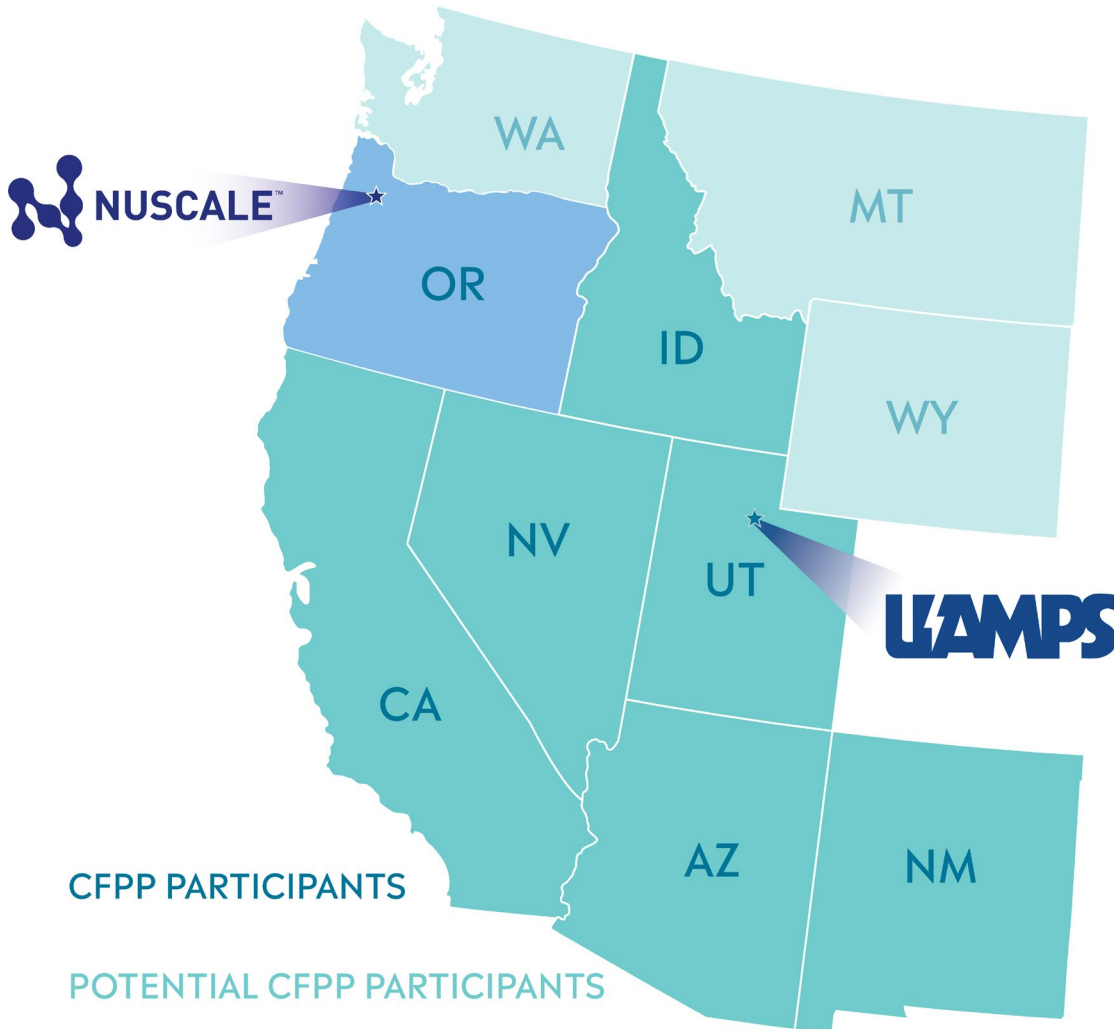 WA
MT
NUSCALE™
OR
ID
WY
NV
UT
UAMPS
CA
AZ
NM
CFPP PARTICIPANTS
POTENTIAL CFPP PARTICIPANTS